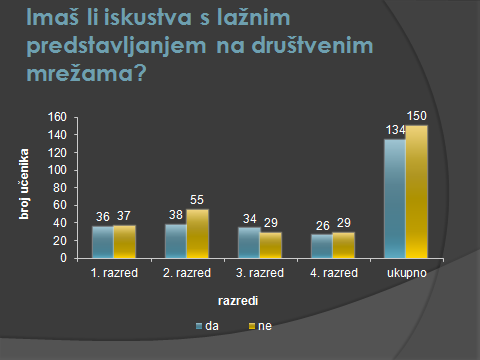 Imaš li iskustva s lažnim
predstavljanjem na društvenim
mrežama?
160
140
120
100
80
60
40
20
0
broj učenika
36 37
38 55
34 29
26 29
134 150
1. razred 2. razred 3. razred 4. razred ukupno
razredi
da ne